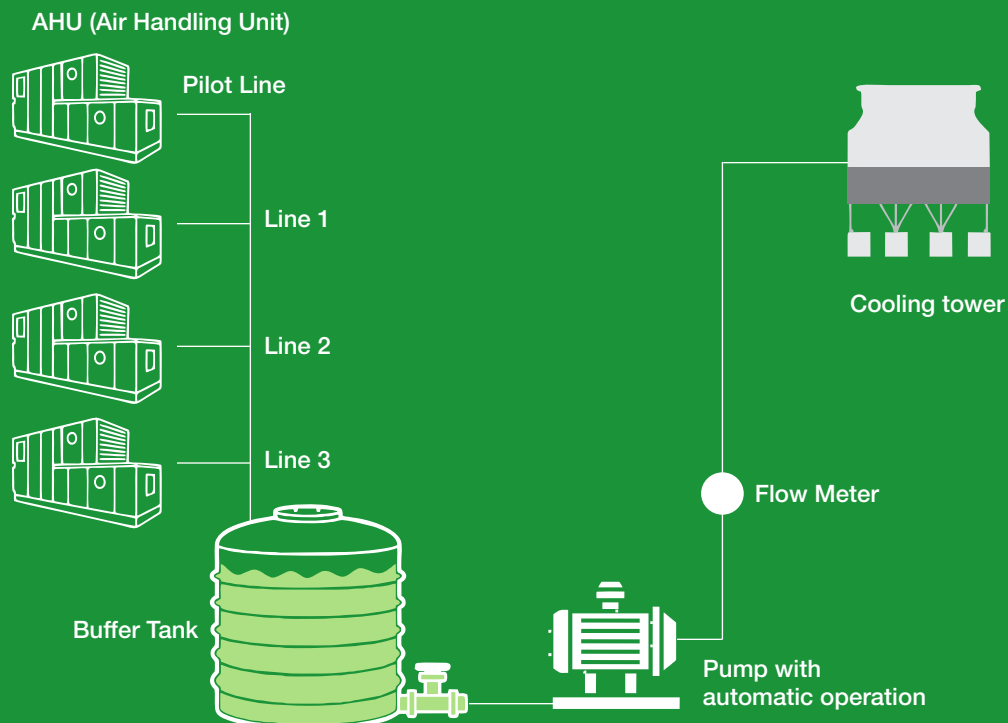 AHU (Air Handling Unit)
Pilot Line
Line 1
Line 2
Line 3
Buffer Tank
Cooling tower
Flow Meter
Pump with
automatic operation